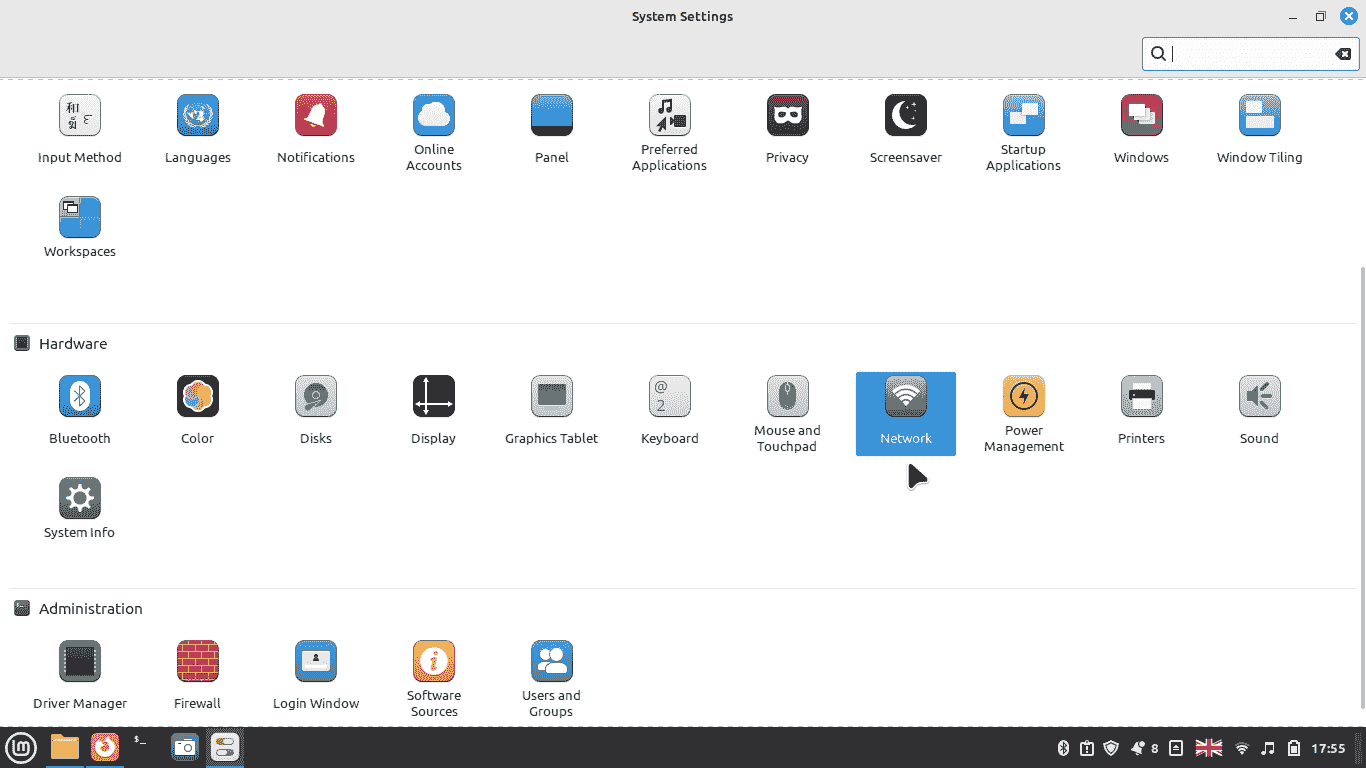 System Settings
Input Method
Languages
Notifications
Online
Accounts
Panel
Preferred
Applications
Privacy
Screensaver
Startup
Applications
Windows
Window Tiling
Workspaces
Hardware
Bluetooth
Color
Disks
Display
Graphics Tablet
@
2
Keyboard
Mouse and
Touchpad
Network
Power
Management
Printers
Sound
System Info
Administration
Driver Manager
Firewall
Login Window
Software
Sources
Users and
Groups
$_
8
17:55